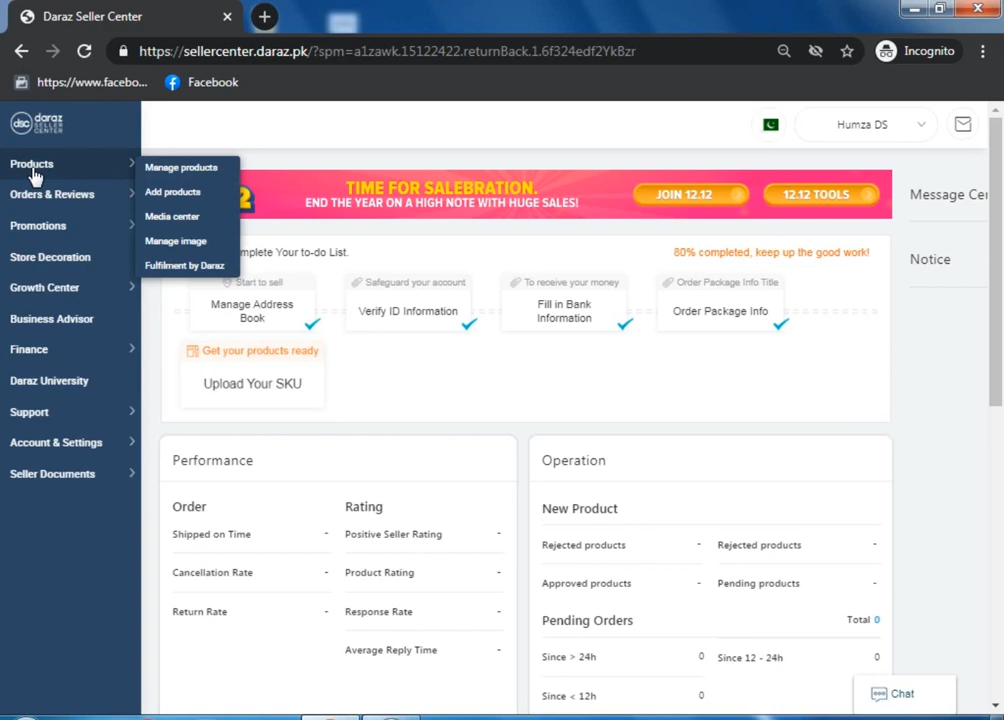 Daraz Seller Center
https://sellercenter.daraz.pk/?spm=a1zawk.15122422.returnBack.1.6f324edf2YkBzr
Incognito
https://www.facebo...
Facebook
dsc daraz SELLER CENTER
Humza DS
Products
Orders & Reviews
Promotions
Store Decoration
Growth Center
Business Advisor
Finance
Daraz University
Support
Account & Settings
Seller Documents
Manage products
Add products
Media center
Manage image
Fulfilment by Daraz
2
TIME FOR SALEBRATION.
END THE YEAR ON A HIGH NOTE WITH HUGE SALES!
JOIN 12.12
12.12 TOOLS
Message Cer
Notice
mplete Your to-do List.
80% completed, keep up the good work!
Start to sell
Manage Address
Book
Safeguard your account
Verify ID Information
To receive your money
Fill in Bank
Information
Order Package Info Title
Order Package Info
Get your products ready
Upload Your SKU
Performance
Order
Shipped on Time -
Cancellation Rate -
Return Rate -
Rating
Positive Seller Rating -
Product Rating -
Response Rate -
Average Reply Time -
Operation
New Product
Rejected products - Rejected products -
Approved products - Pending products -
Pending Orders Total 0
Since > 24h 0 Since 12 - 24h 0
Since < 12h 0
Chat